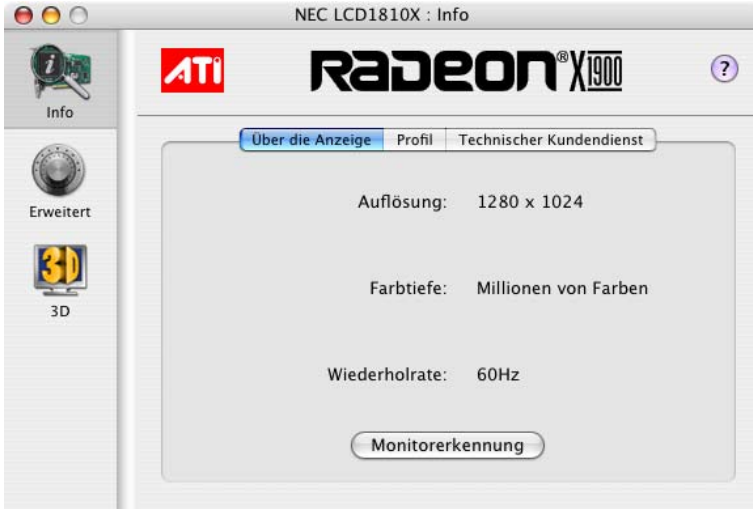 NEC LCD1810X : Info
Info
Erweitert
3D
3D
ATI
RADEON® X1900
?
Über die Anzeige Profil Technischer Kundendienst
Auflösung: 1280 x 1024
Farbtiefe: Millionen von Farben
Wiederholrate: 60Hz
Monitorerkennung